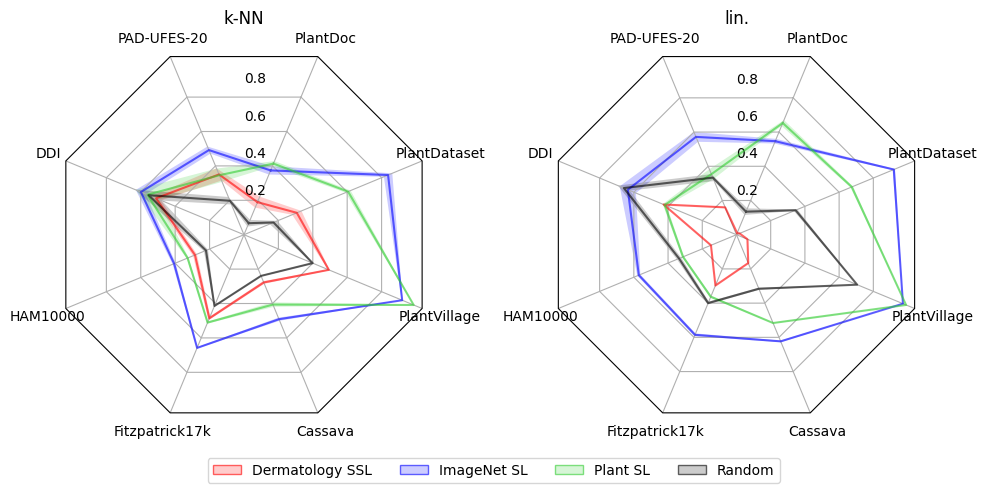 k-NN
PAD-UFES-20
PlantDoc
0.8
0.6
0.4
0.2
DDI
PlantDataset
HAM10000
PlantVillage
Fitzpatrick17k
Cassava
lin.
PAD-UFES-20
PlantDoc
0.8
0.6
0.4
0.2
DDI
PlantDataset
HAM10000
PlantVillage
Fitzpatrick17k
Cassava
Dermatology SSL
ImageNet SL
Plant SL
Random